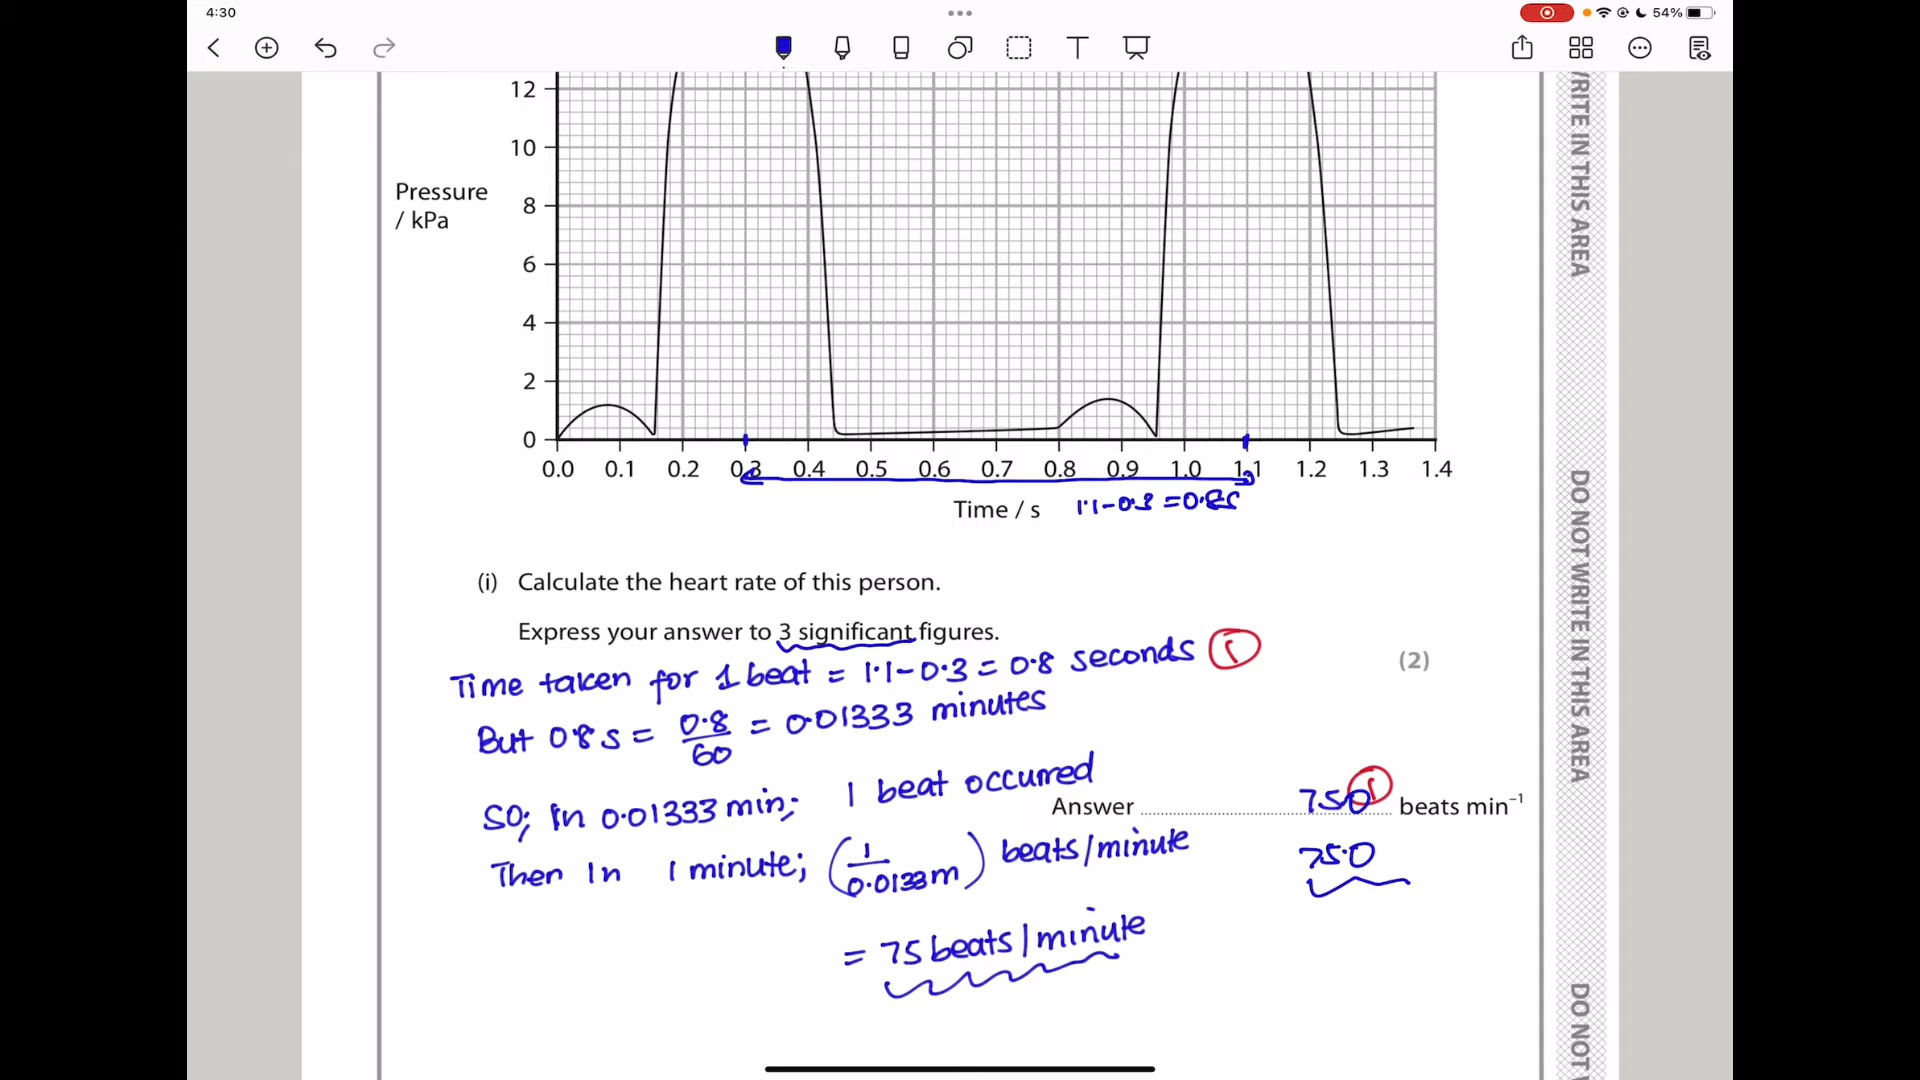 4:30
54%
12
10
Pressure
/ kPa
8
6
4
2
0
0.0 0.1 0.2 0.3 0.4 0.5 0.6 0.7 0.8 0.9 1.0 1.1 1.2 1.3 1.4
Time / s
1.1-0.3 = 0.8s
(i) Calculate the heart rate of this person.
Express your answer to 3 significant figures.
(2)
Time taken for 1 beat = 1.1-0.3 = 0.8 seconds 1
But 0.8 s = 0.8/60 = 0.01333 minutes
So; In 0.01333 min; 1 beat occurred
Answer 750 1 beats min⁻¹
Then In 1 minute; (1/0.0133m) beats/minute
75.0
= 75 beats/minute
RITE IN THIS AREA
DO NOT WRITE IN THIS AREA
DO NOT